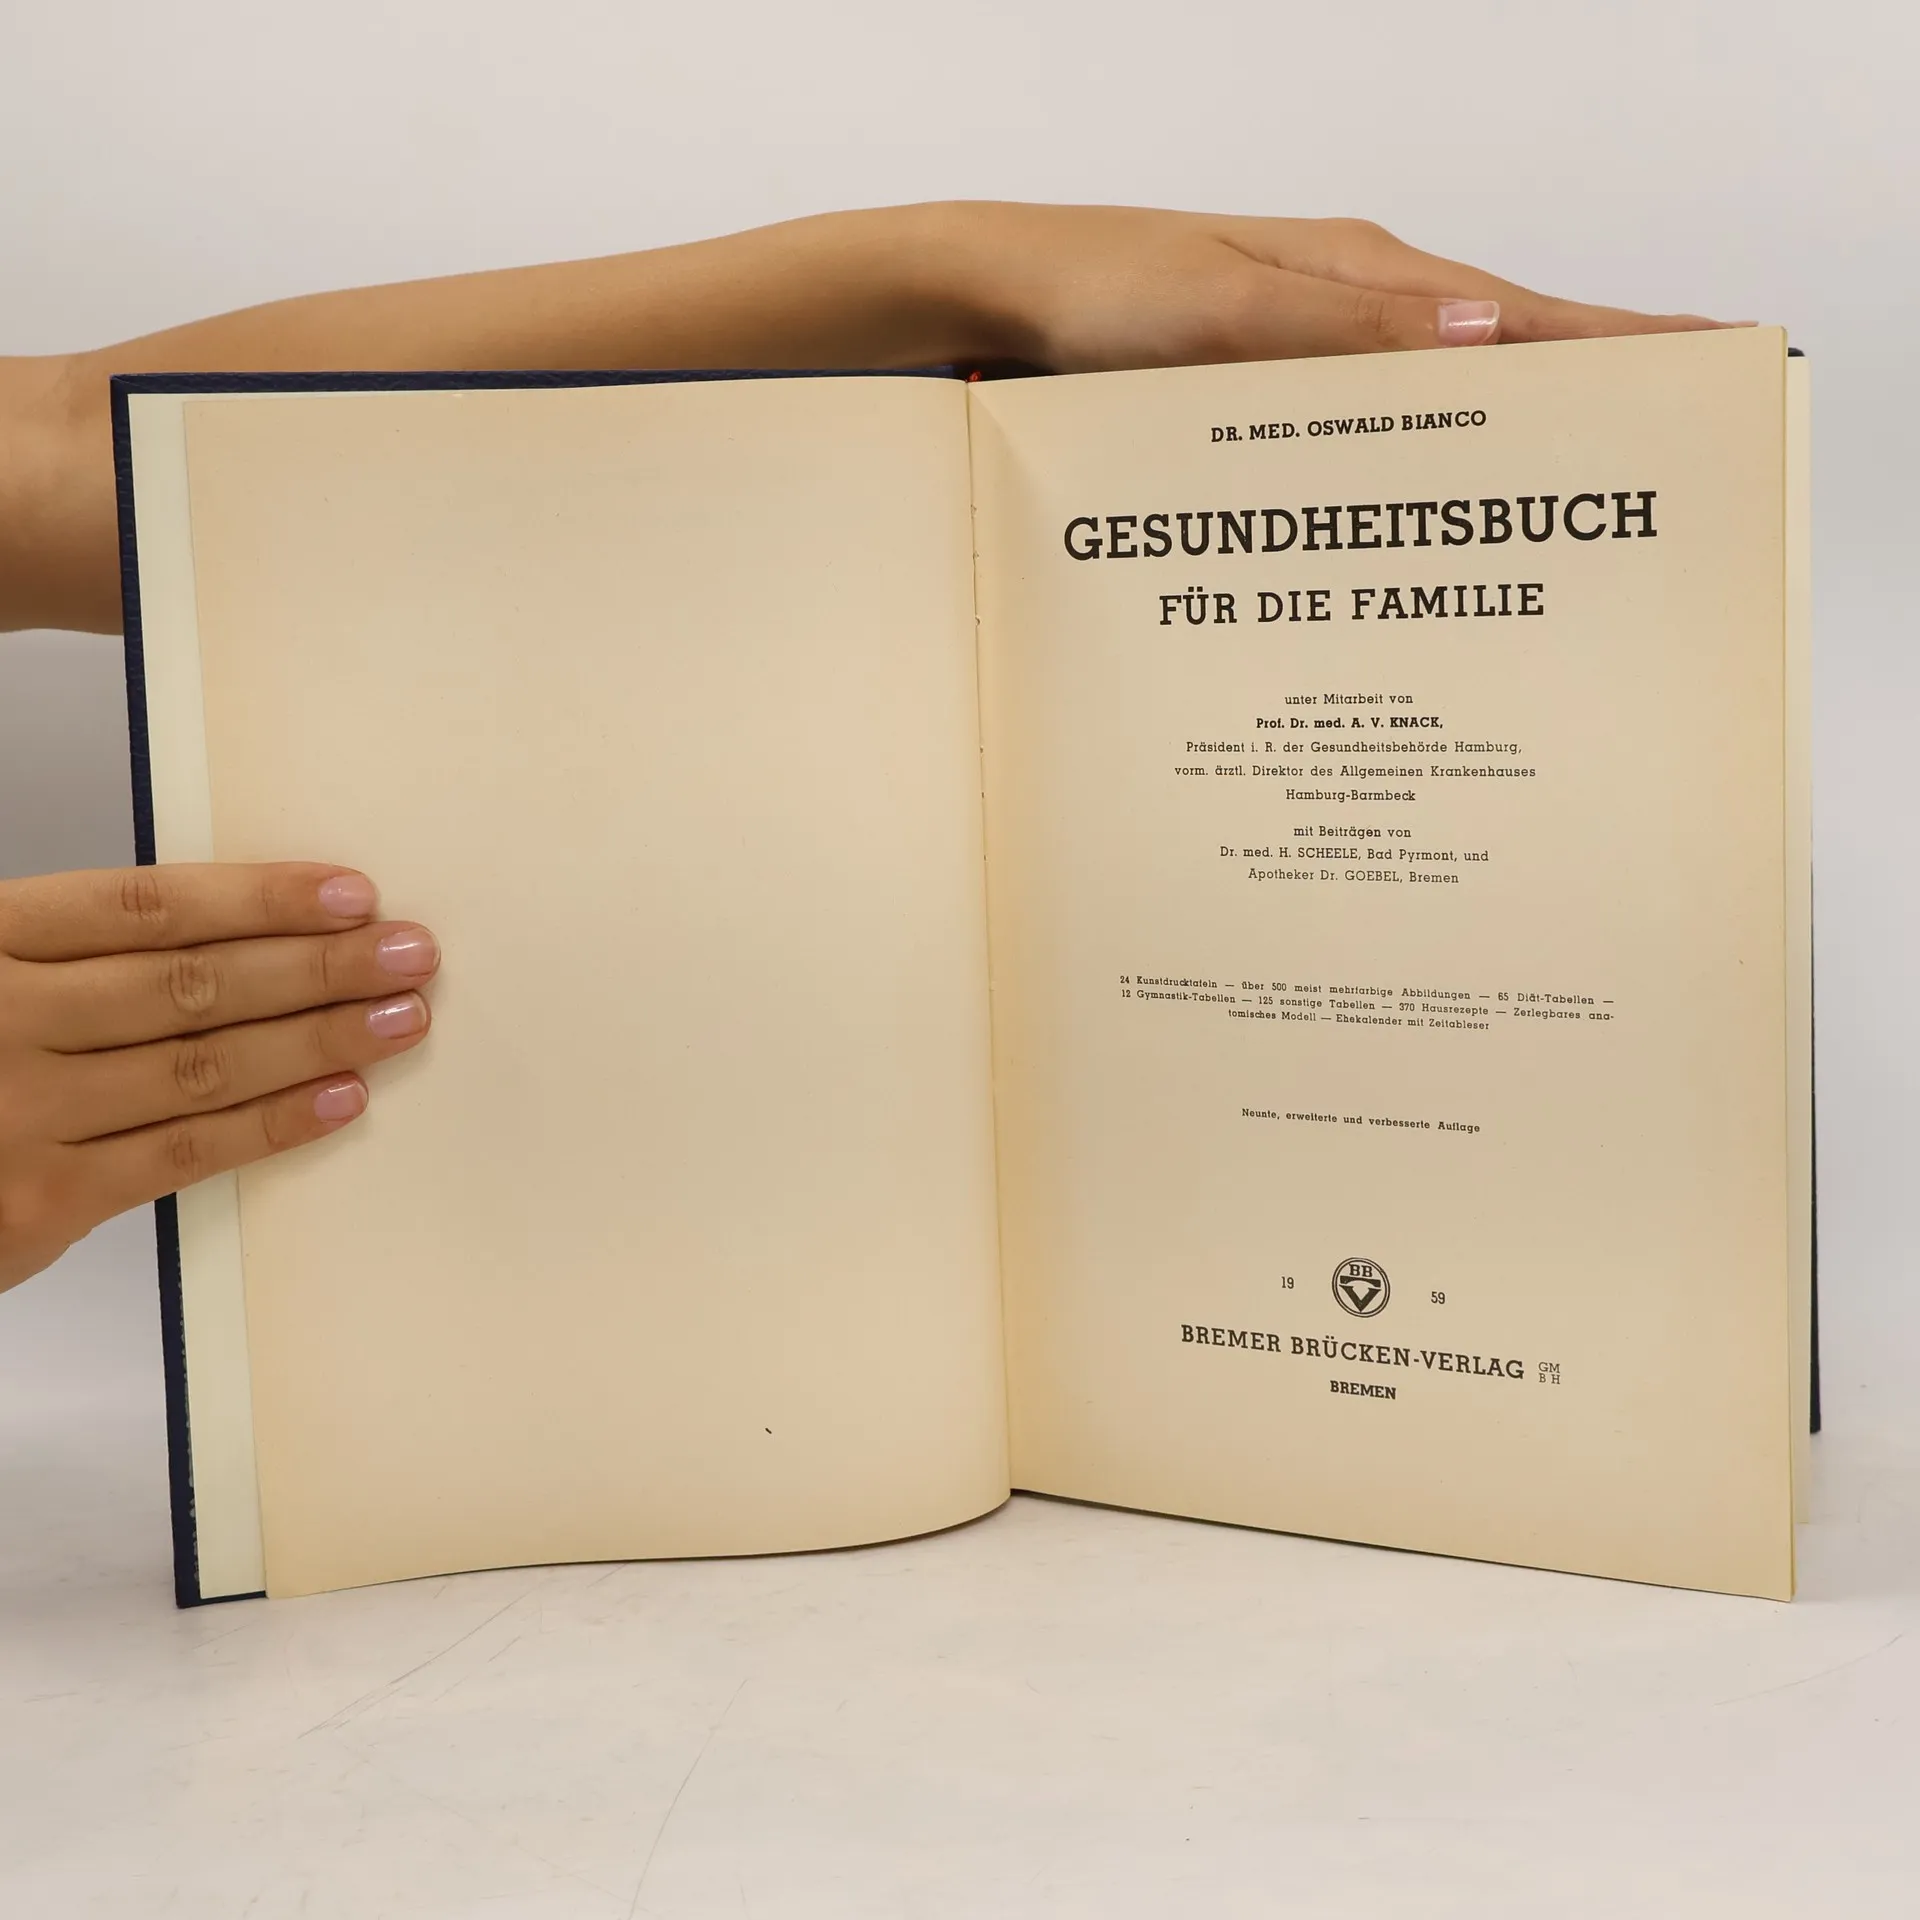 DR. MED. OSWALD BIANCO
GESUNDHEITSBUCH
FÜR DIE FAMILIE
unter Mitarbeit von
Prof. Dr. med. A. V. KNACK,
Präsident i. R. der Gesundheitsbehörde Hamburg,
vorm. ärztl. Direktor des Allgemeinen Krankenhauses
Hamburg-Barmbeck
mit Beiträgen von
Dr. med. H. SCHEELE, Bad Pyrmont, und
Apotheker Dr. GOEBEL, Bremen
24 Kunstdrucktafeln — über 500 meist mehrfarbige Abbildungen — 65 Diät-Tabellen —
12 Gymnastik-Tabellen — 125 sonstige Tabellen — 370 Hausrezepte — Zerlegbares ana-
tomisches Modell — Ehekalender mit Zeitableser
Neunte, erweiterte und verbesserte Auflage
19 BBV 59
BREMER BRÜCKEN-VERLAG GMBH
BREMEN